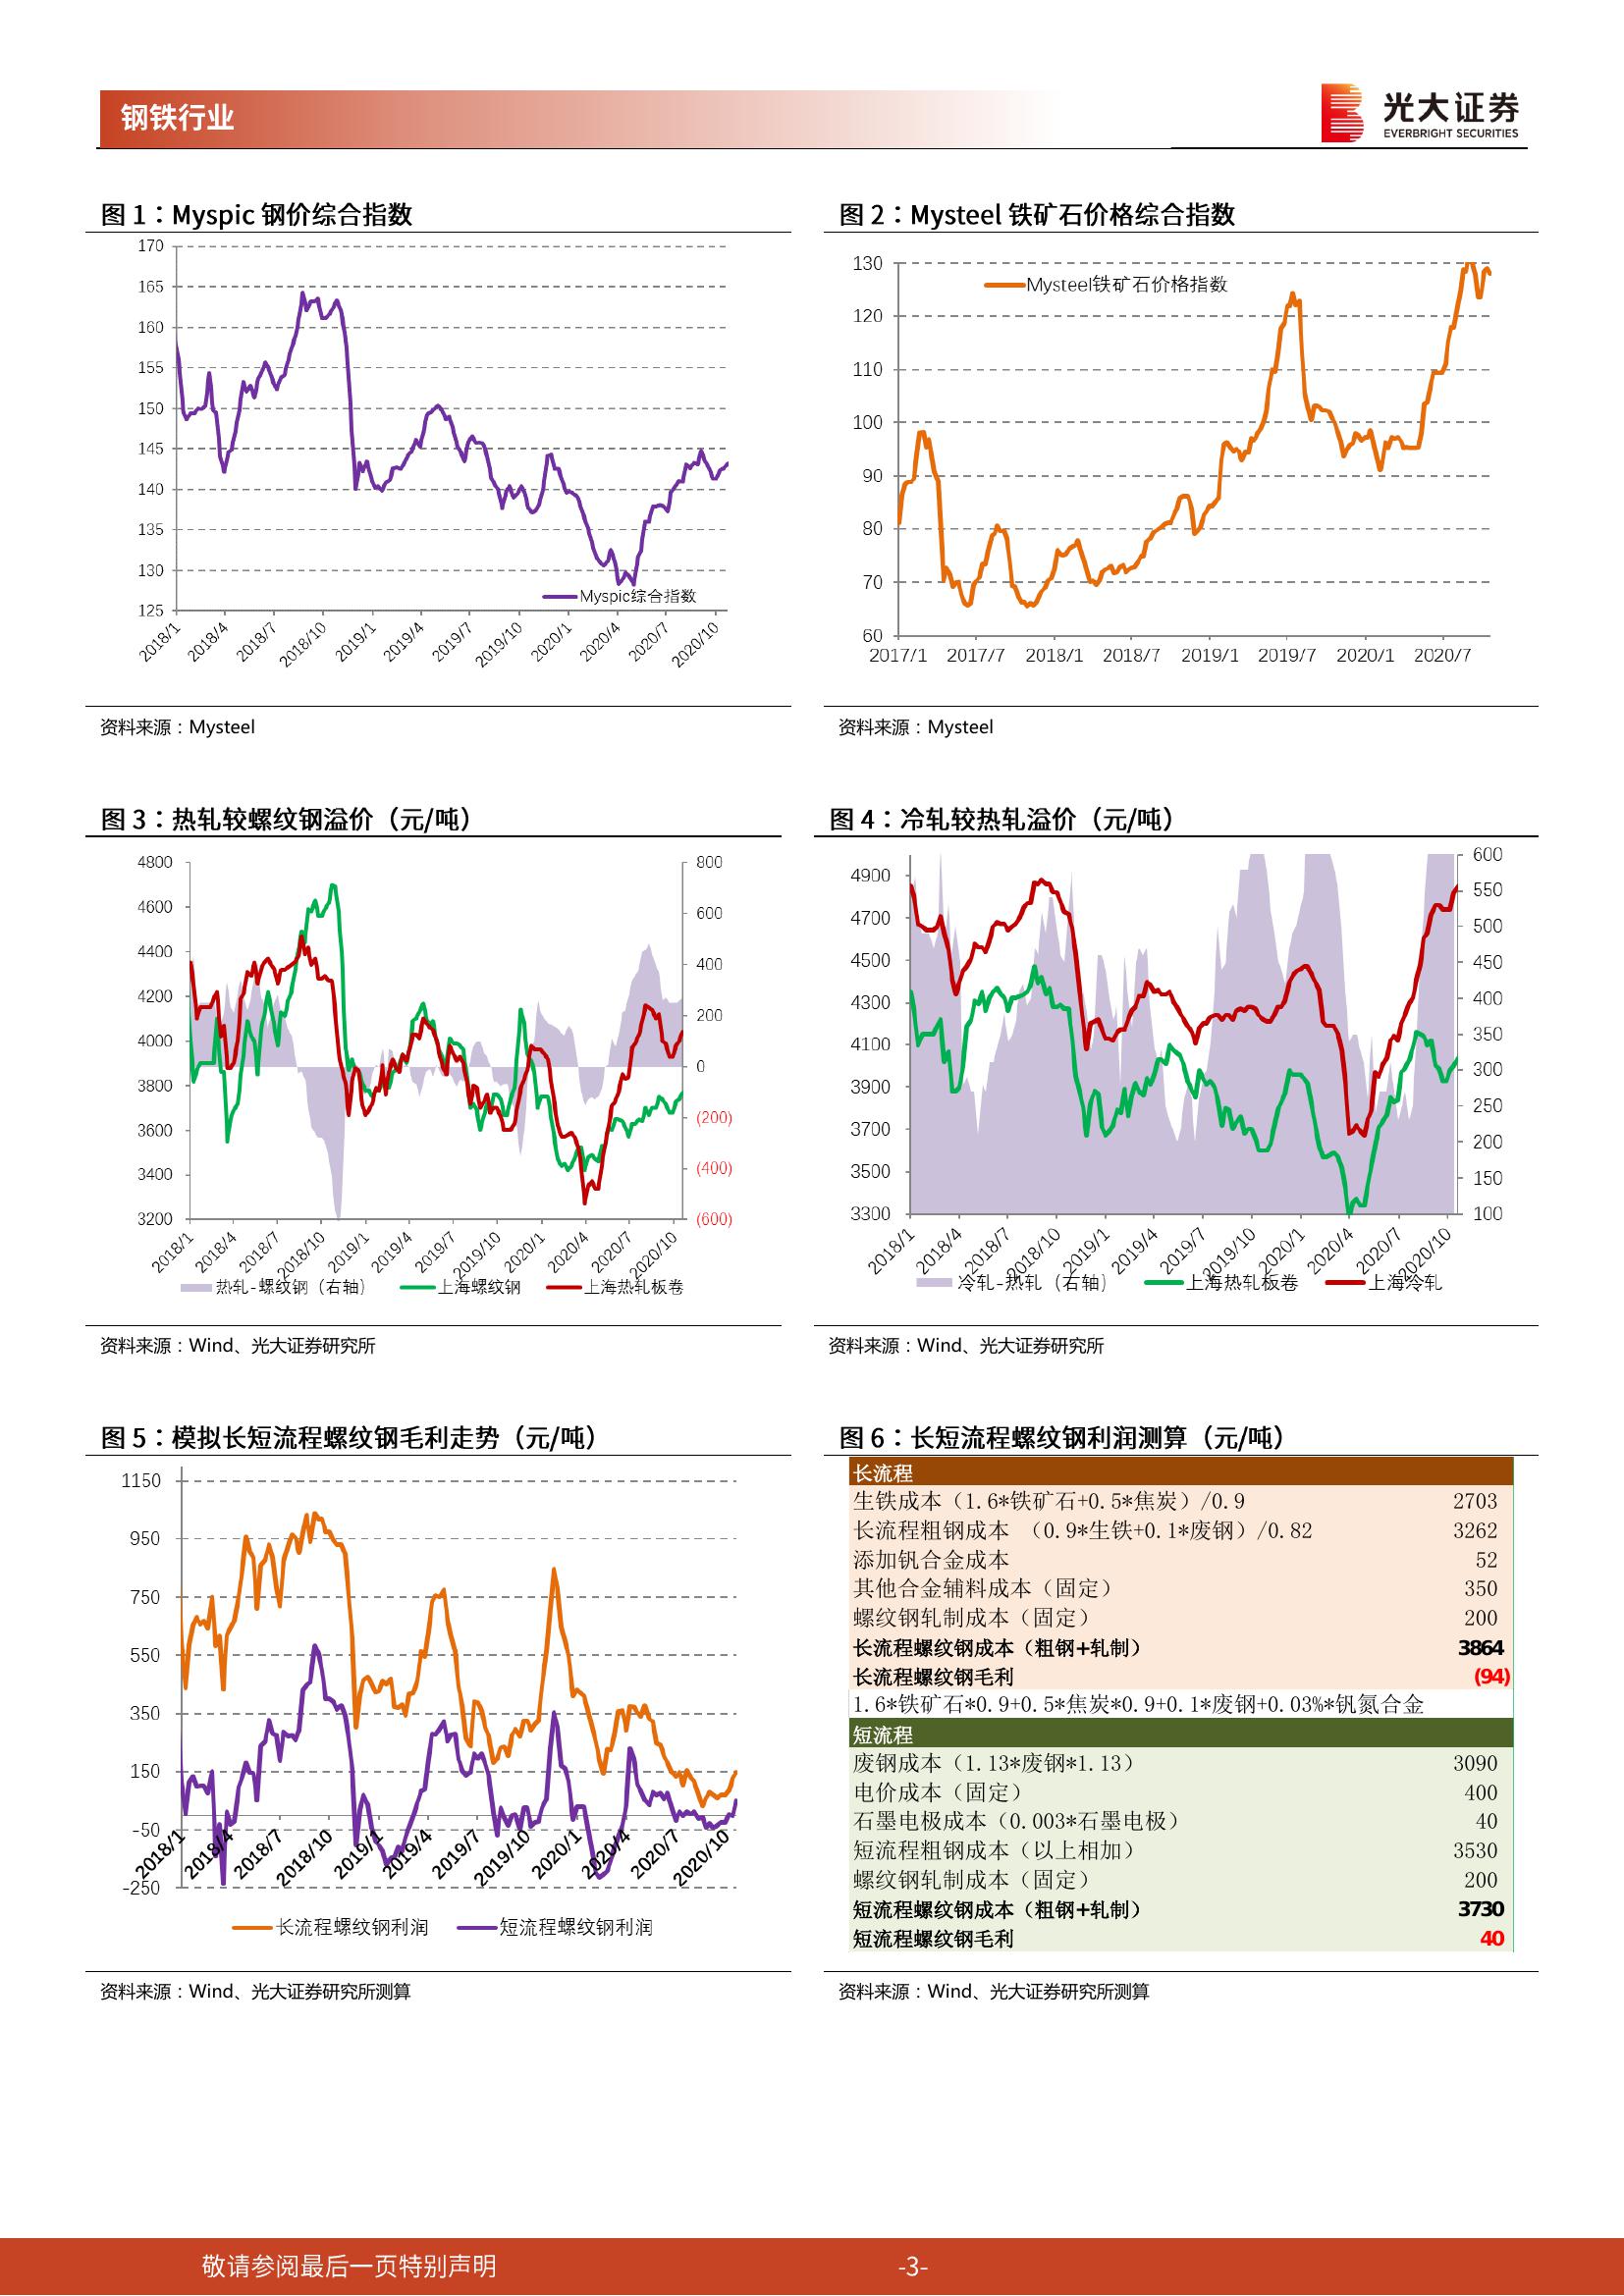 钢铁行业
光大证券
EVERBRIGHT SECURITIES
图 1：Myspic 钢价综合指数
170
165
160
155
150
145
140
135
130
125
Myspic综合指数
2018/1
2018/4
2018/7
2018/10
2019/1
2019/4
2019/7
2019/10
2020/1
2020/4
2020/7
2020/10
资料来源：Mysteel
图 2：Mysteel 铁矿石价格综合指数
Mysteel铁矿石价格指数
130
120
110
100
90
80
70
60
2017/1
2017/7
2018/1
2018/7
2019/1
2019/7
2020/1
2020/7
资料来源：Mysteel
图 3：热轧较螺纹钢溢价（元/吨）
4800
4600
4400
4200
4000
3800
3600
3400
3200
800
600
400
200
0
(200)
(400)
(600)
2018/1
2018/4
2018/7
2018/10
2019/1
2019/4
2019/7
2019/10
2020/1
2020/4
2020/7
2020/10
热轧-螺纹钢（右轴）
上海螺纹钢
上海热轧板卷
资料来源：Wind、光大证券研究所
图 4：冷轧较热轧溢价（元/吨）
4900
4700
4500
4300
4100
3900
3700
3500
3300
600
550
500
450
400
350
300
250
200
150
100
2018/1
2018/4
2018/7
2018/10
2019/1
2019/4
2019/7
2019/10
2020/1
2020/4
2020/7
2020/10
冷轧-热轧（右轴）
上海热轧板卷
上海冷轧
资料来源：Wind、光大证券研究所
图 5：模拟长短流程螺纹钢毛利走势（元/吨）
1150
950
750
550
350
150
-50
-250
2018/1
2018/4
2018/7
2018/10
2019/1
2019/4
2019/7
2019/10
2020/1
2020/4
2020/7
2020/10
长流程螺纹钢利润
短流程螺纹钢利润
资料来源：Wind、光大证券研究所测算
图 6：长短流程螺纹钢利润测算（元/吨）
长流程
生铁成本（1.6*铁矿石+0.5*焦炭）/0.9 2703
长流程粗钢成本 （0.9*生铁+0.1*废钢）/0.82 3262
添加钒合金成本 52
其他合金辅料成本（固定） 350
螺纹钢轧制成本（固定） 200
长流程螺纹钢成本（粗钢+轧制） 3864
长流程螺纹钢毛利 (94)
1.6*铁矿石*0.9+0.5*焦炭*0.9+0.1*废钢+0.03%*钒氮合金
短流程
废钢成本（1.13*废钢*1.13） 3090
电价成本（固定） 400
石墨电极成本（0.003*石墨电极） 40
短流程粗钢成本（以上相加） 3530
螺纹钢轧制成本（固定） 200
短流程螺纹钢成本（粗钢+轧制） 3730
短流程螺纹钢毛利 40
资料来源：Wind、光大证券研究所测算
敬请参阅最后一页特别声明
-3-